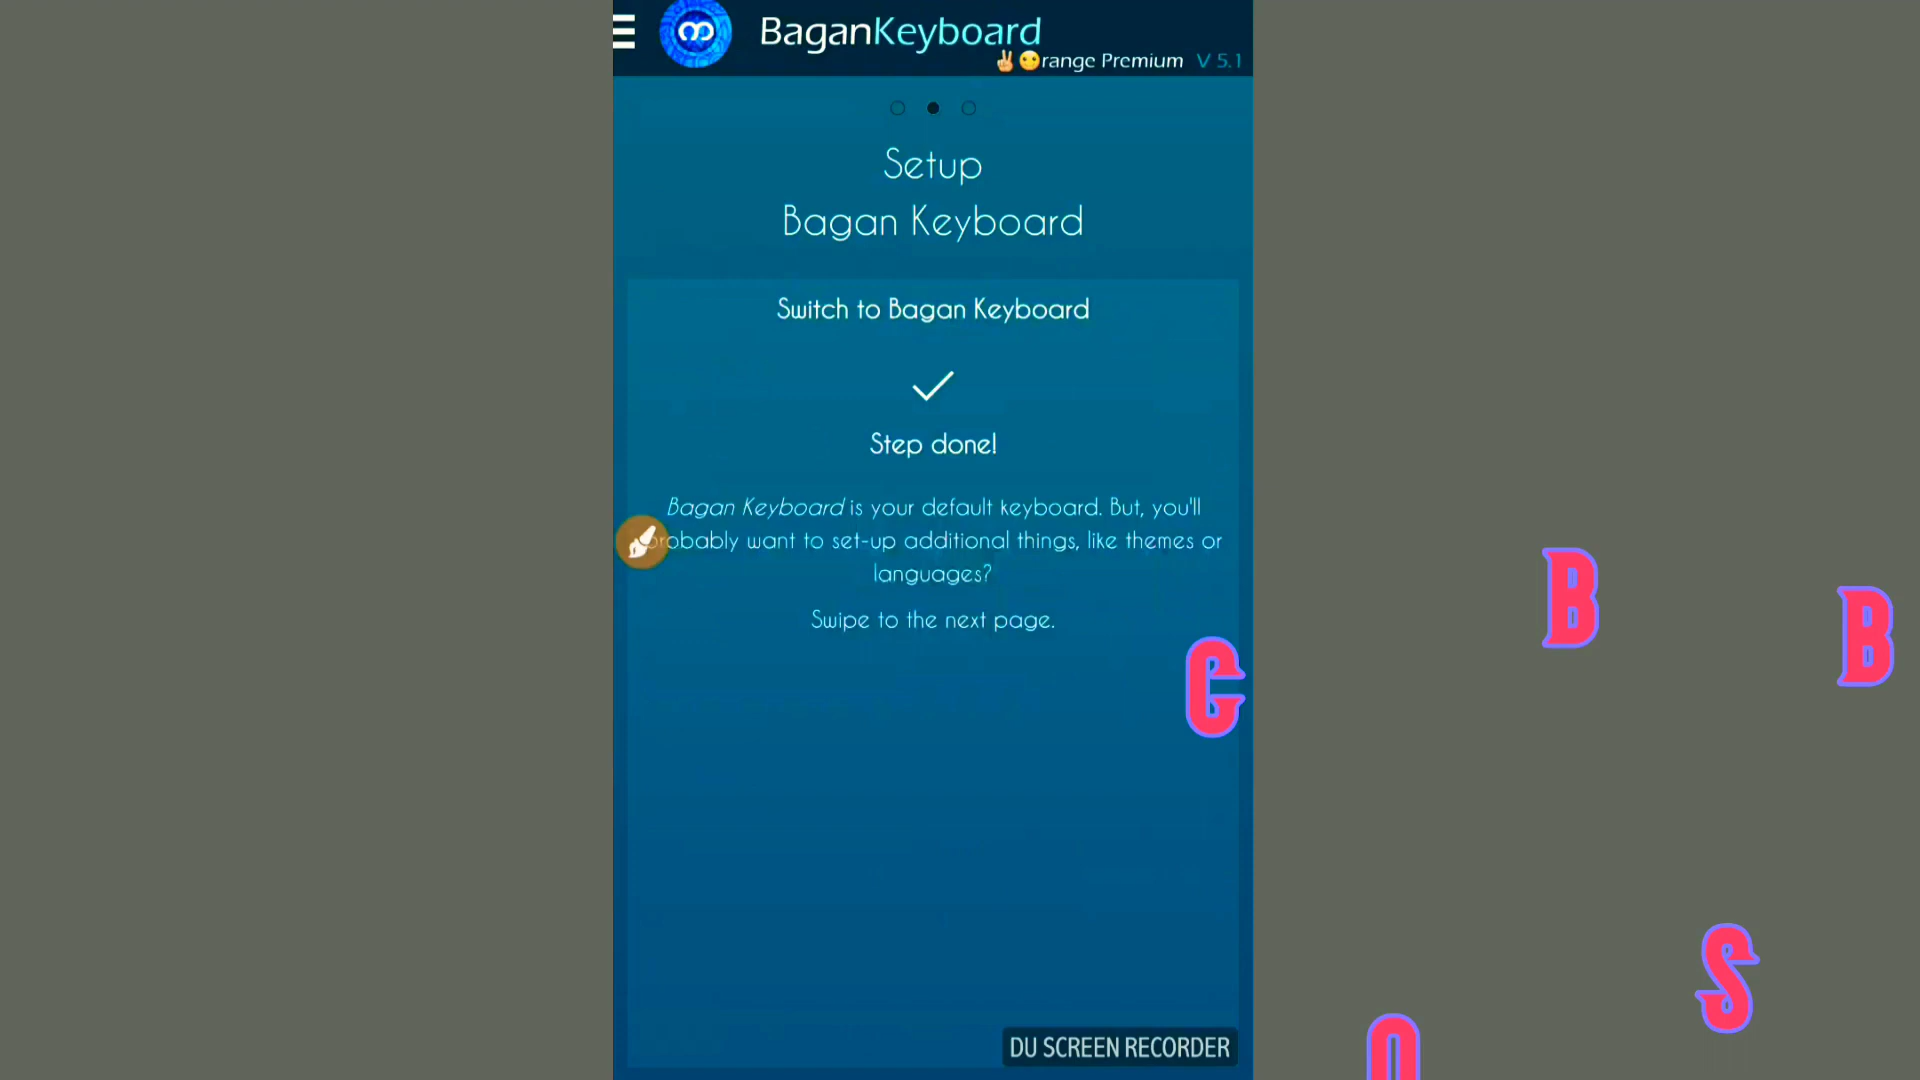 BaganKeyboard
✌😶range Premium V 5.1
Setup
Bagan Keyboard
Switch to Bagan Keyboard
Step done!
Bagan Keyboard is your default keyboard. But, you'll
probably want to set-up additional things, like themes or
languages?
Swipe to the next page.
B
B
C
S
DU SCREEN RECORDER